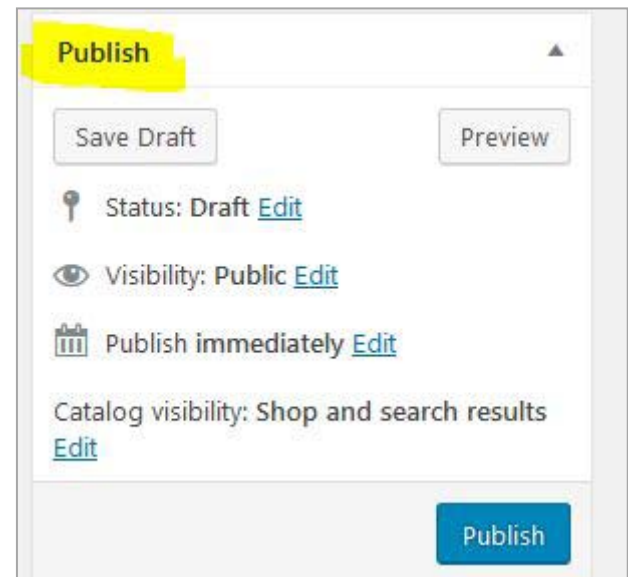 Publish
Save Draft Preview
Status: Draft Edit
Visibility: Public Edit
Publish immediately Edit
Catalog visibility: Shop and search results
Edit
Publish